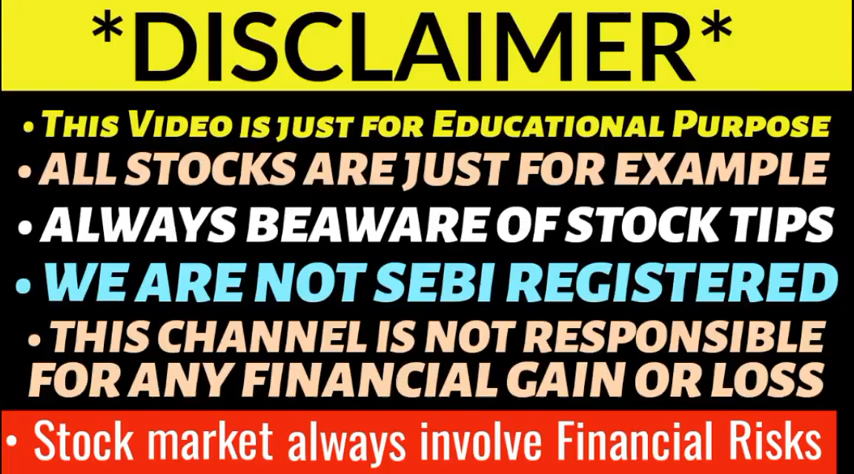 *DISCLAIMER*
• THIS VIDEO IS JUST FOR EDUCATIONAL PURPOSE
• ALL STOCKS ARE JUST FOR EXAMPLE
• ALWAYS BEAWARE OF STOCK TIPS
• WE ARE NOT SEBI REGISTERED
• THIS CHANNEL IS NOT RESPONSIBLE
FOR ANY FINANCIAL GAIN OR LOSS
• Stock market always involve Financial Risks